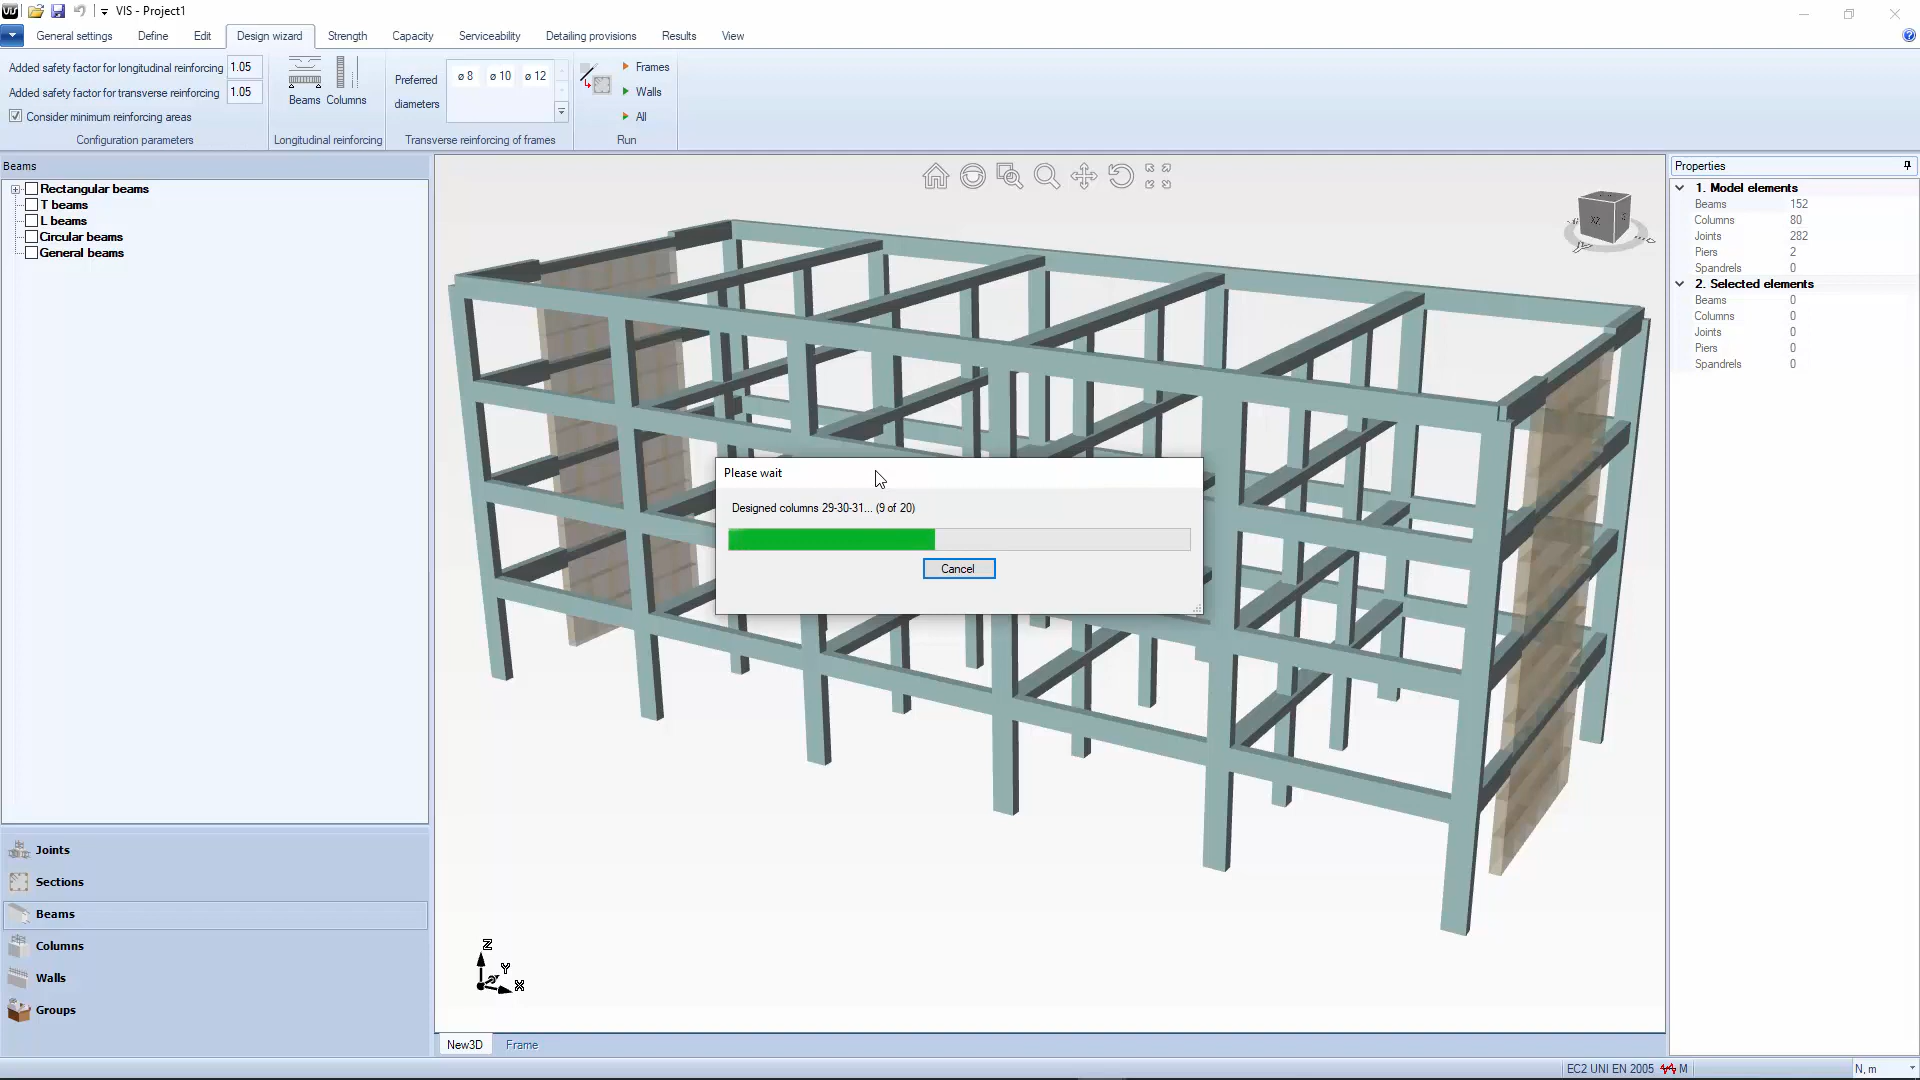 VIS - Project1
General settings Define Edit Design wizard Strength Capacity Serviceability Detailing provisions Results View
Added safety factor for longitudinal reinforcing 1.05
Added safety factor for transverse reinforcing 1.05
Consider minimum reinforcing areas
Configuration parameters
Beams Columns
Longitudinal reinforcing
Preferred
diameters
ø 8 ø 10 ø 12
Transverse reinforcing of frames
Frames
Walls
All
Run
Beams
Rectangular beams
T beams
L beams
Circular beams
General beams
Joints
Sections
Beams
Columns
Walls
Groups
Please wait
Designed columns 29-30-31... (9 of 20)
Cancel
XZ
Z
Y
X
New3D Frame
Properties
1. Model elements
Beams 152
Columns 80
Joints 282
Piers 2
Spandrels 0
2. Selected elements
Beams 0
Columns 0
Joints 0
Piers 0
Spandrels 0
EC2 UNI EN 2005 M
N, m